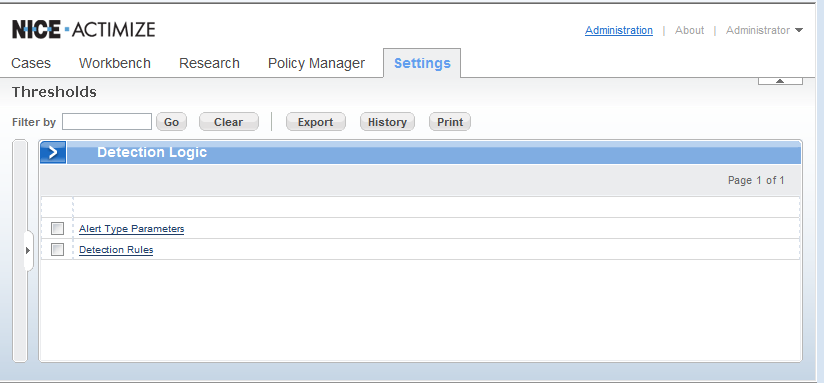 NICE ACTIMIZE
Administration | About | Administrator
Cases Workbench Research Policy Manager Settings
Thresholds
Filter by Go Clear Export History Print
Detection Logic
Page 1 of 1
Alert Type Parameters
Detection Rules